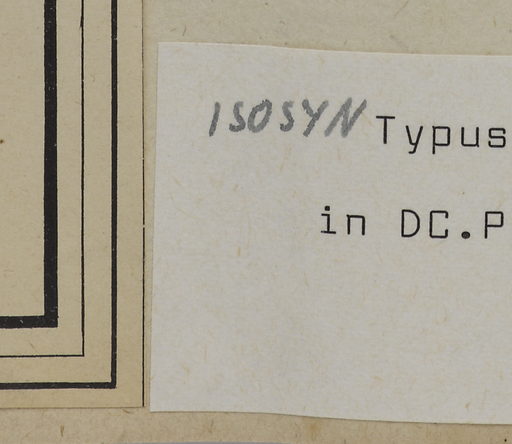 ISOSYN Typus
in DC.P